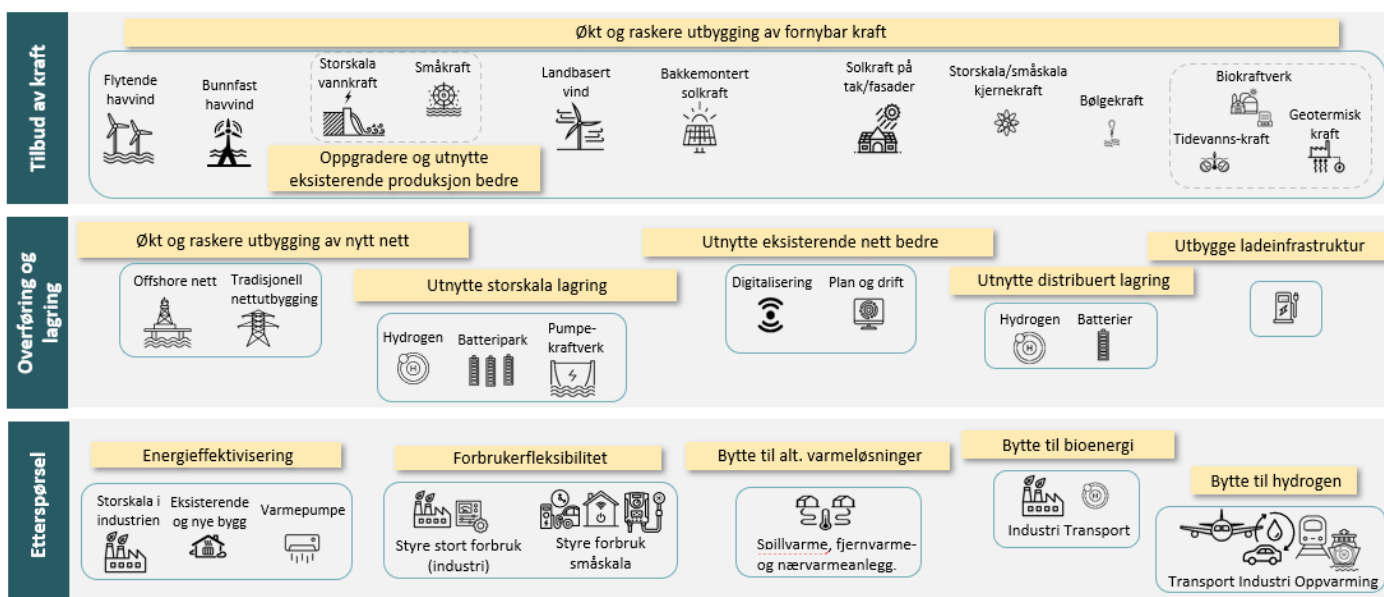 Tilbud av kraft
Økt og raskere utbygging av fornybar kraft
Flytende
havvind
Bunnfast
havvind
Storskala
vannkraft
Småkraft
Oppgradere og utnytte
eksisterende produksjon bedre
Landbasert
vind
Bakkemontert
solkraft
Solkraft på
tak/fasader
Storskala/småskala
kjernekraft
Bølgekraft
Biokraftverk
Tidevanns-kraft
Geotermisk
kraft
Overføring og
lagring
Økt og raskere utbygging av nytt nett
Offshore nett
Tradisjonell
nettutbygging
Utnytte storskala lagring
Hydrogen
Batteripark
Pumpe-
kraftverk
Utnytte eksisterende nett bedre
Digitalisering
Plan og drift
Utnytte distribuert lagring
Hydrogen
Batterier
Utbygge ladeinfrastruktur
Etterspørsel
Energieffektivisering
Storskala i
industrien
Eksisterende
og nye bygg
Varmepumpe
Forbrukerfleksibilitet
Styre stort forbruk
(industri)
Styre forbruk
småskala
Bytte til alt. varmeløsninger
Spillvarme, fjernvarme-
og nærvarmeanlegg.
Bytte til bioenergi
H
Industri Transport
Bytte til hydrogen
Transport Industri Oppvarming